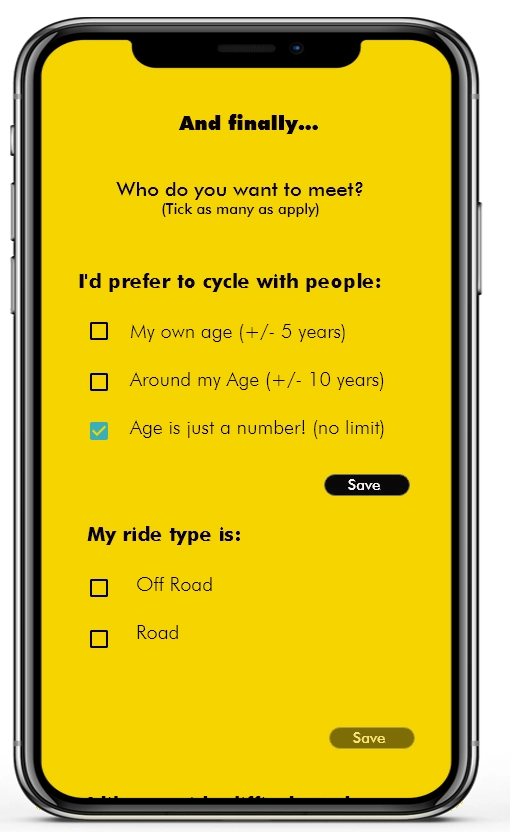 And finally...
Who do you want to meet?
(Tick as many as apply)
I'd prefer to cycle with people:
My own age (+/- 5 years)
Around my Age (+/- 10 years)
Age is just a number! (no limit)
Save
My ride type is:
Off Road
Road
Save